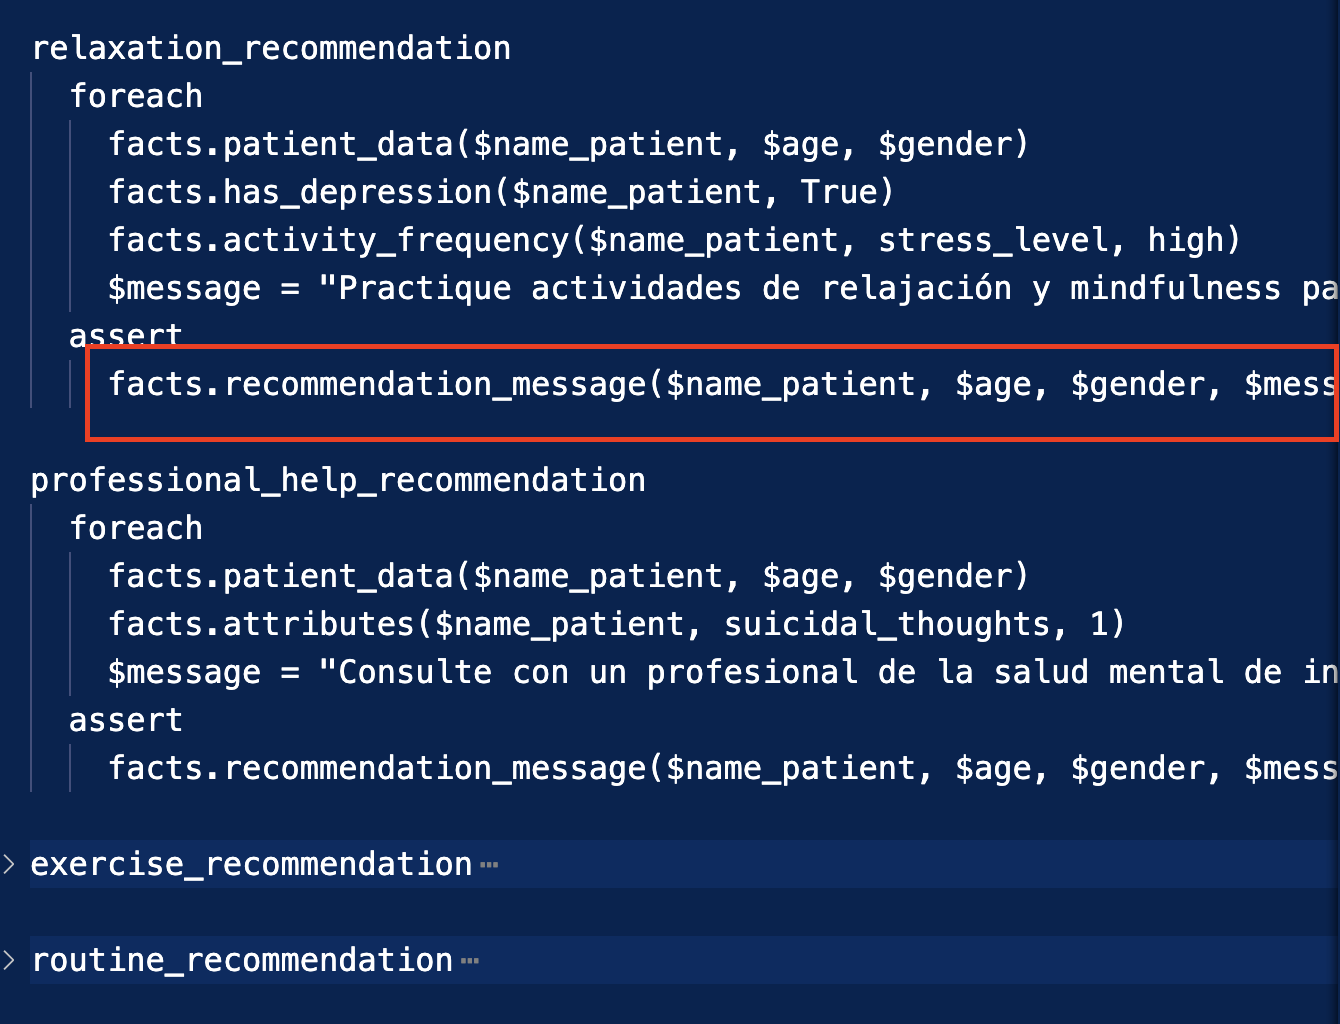 relaxation_recommendation
foreach
facts.patient_data($name_patient, $age, $gender)
facts.has_depression($name_patient, True)
facts.activity_frequency($name_patient, stress_level, high)
$message = "Practique actividades de relajación y mindfulness pa
assert
facts.recommendation_message($name_patient, $age, $gender, $mess
professional_help_recommendation
foreach
facts.patient_data($name_patient, $age, $gender)
facts.attributes($name_patient, suicidal_thoughts, 1)
$message = "Consulte con un profesional de la salud mental de in
assert
facts.recommendation_message($name_patient, $age, $gender, $mess
exercise_recommendation ⋯
routine_recommendation ⋯